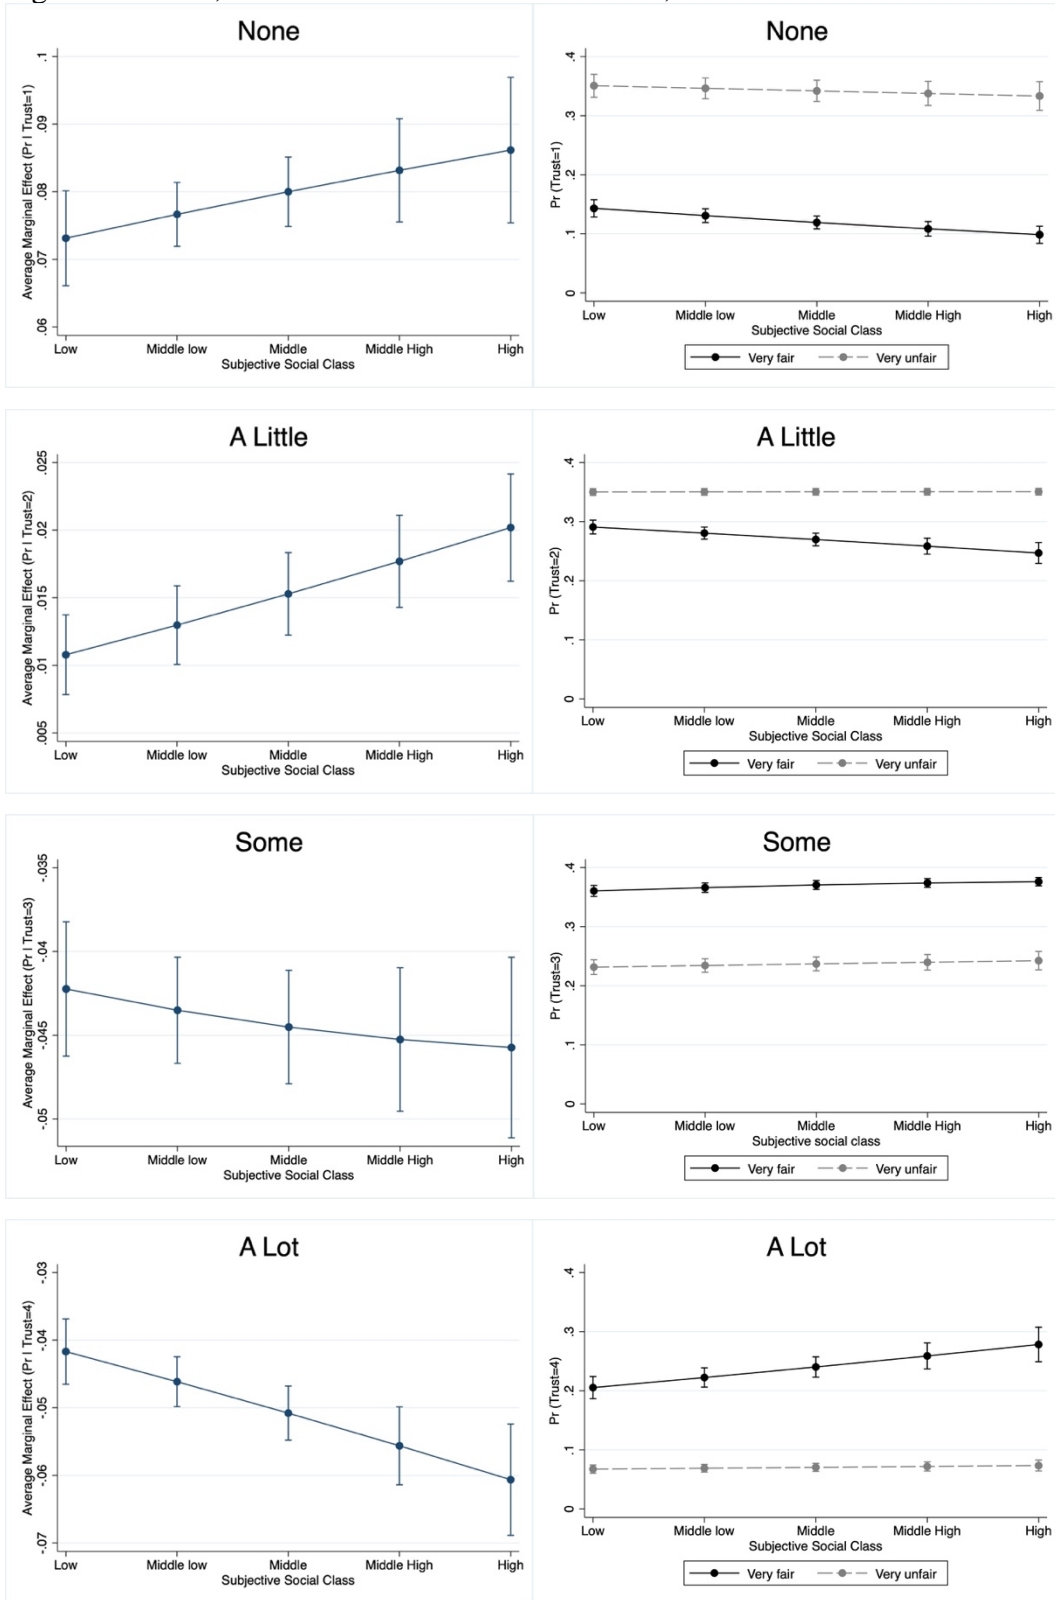 None
Average Marginal Effect (Pr | Trust=1)
.1
.09
.08
.07
.06
Low Middle low Middle Middle High High
Subjective Social Class
None
Pr (Trust=1)
.4
.3
.2
.1
0
Low Middle low Middle Middle High High
Subjective Social Class
Very fair Very unfair
A Little
Average Marginal Effect (Pr | Trust=2)
.025
.02
.015
.01
.005
Low Middle low Middle Middle High High
Subjective Social Class
A Little
Pr (Trust=2)
.4
.3
.2
.1
0
Low Middle low Middle Middle High High
Subjective Social Class
Very fair Very unfair
Some
Average Marginal Effect (Pr | Trust=3)
-.035
-.04
-.045
-.05
Low Middle low Middle Middle High High
Subjective Social Class
Some
Pr (Trust=3)
.4
.3
.2
.1
0
Low Middle low Middle Middle High High
Subjective social class
Very fair Very unfair
A Lot
Average Marginal Effect (Pr | Trust=4)
-.03
-.04
-.05
-.06
-.07
Low Middle low Middle Middle High High
Subjective Social Class
A Lot
Pr (Trust=4)
.4
.3
.2
.1
0
Low Middle low Middle Middle High High
Subjective Social Class
Very fair Very unfair